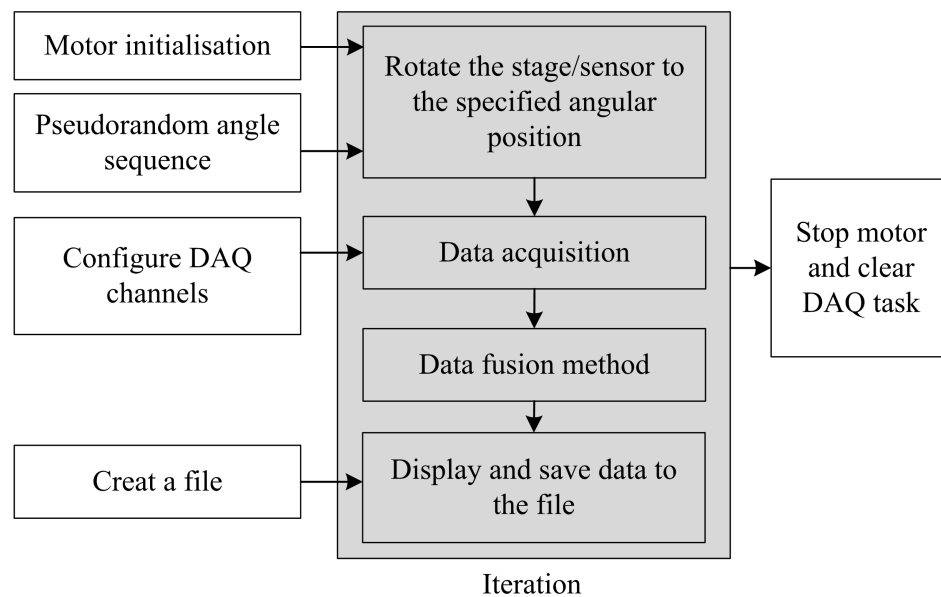 Motor initialisation
Pseudorandom angle
sequence
Configure DAQ
channels
Creat a file
Rotate the stage/sensor to
the specified angular
position
Data acquisition
Data fusion method
Display and save data to
the file
Iteration
Stop motor
and clear
DAQ task